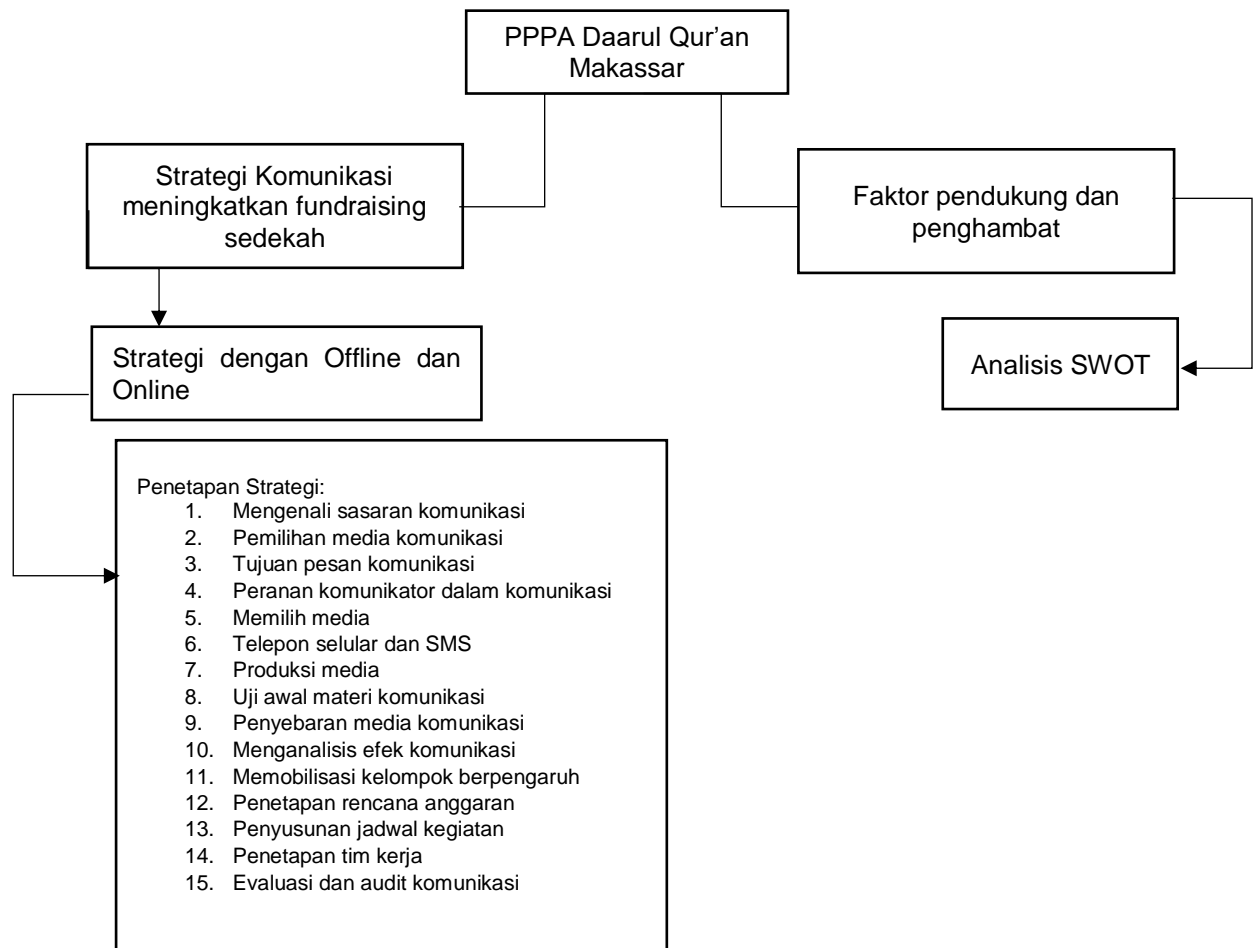 PPPA Daarul Qur’an
Makassar
Strategi Komunikasi
meningkatkan fundraising
sedekah
Faktor pendukung dan
penghambat
Strategi dengan Offline dan
Online
Analisis SWOT
Penetapan Strategi:
1. Mengenali sasaran komunikasi
2. Pemilihan media komunikasi
3. Tujuan pesan komunikasi
4. Peranan komunikator dalam komunikasi
5. Memilih media
6. Telepon selular dan SMS
7. Produksi media
8. Uji awal materi komunikasi
9. Penyebaran media komunikasi
10. Menganalisis efek komunikasi
11. Memobilisasi kelompok berpengaruh
12. Penetapan rencana anggaran
13. Penyusunan jadwal kegiatan
14. Penetapan tim kerja
15. Evaluasi dan audit komunikasi